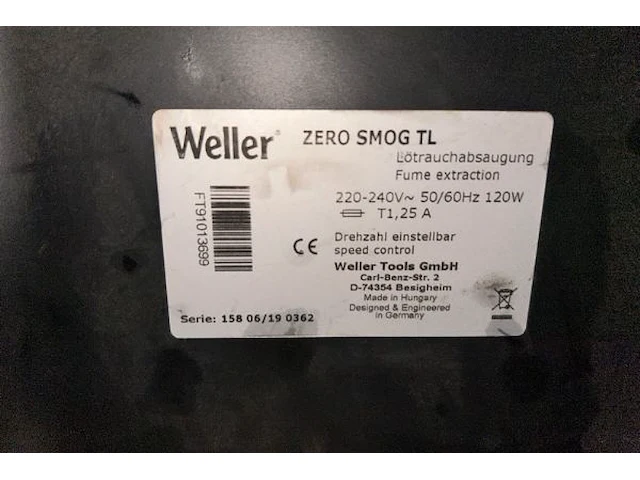 Weller® ZERO SMOG TL
Lötrauchabsaugung
Fume extraction
220-240V~ 50/60Hz 120W
T1,25 A
FT91013699
CE
Drehzahl einstellbar
speed control
Weller Tools GmbH
Carl-Benz-Str. 2
D-74354 Besigheim
Made in Hungary
Designed & Engineered
in Germany
Serie: 158 06/19 0362